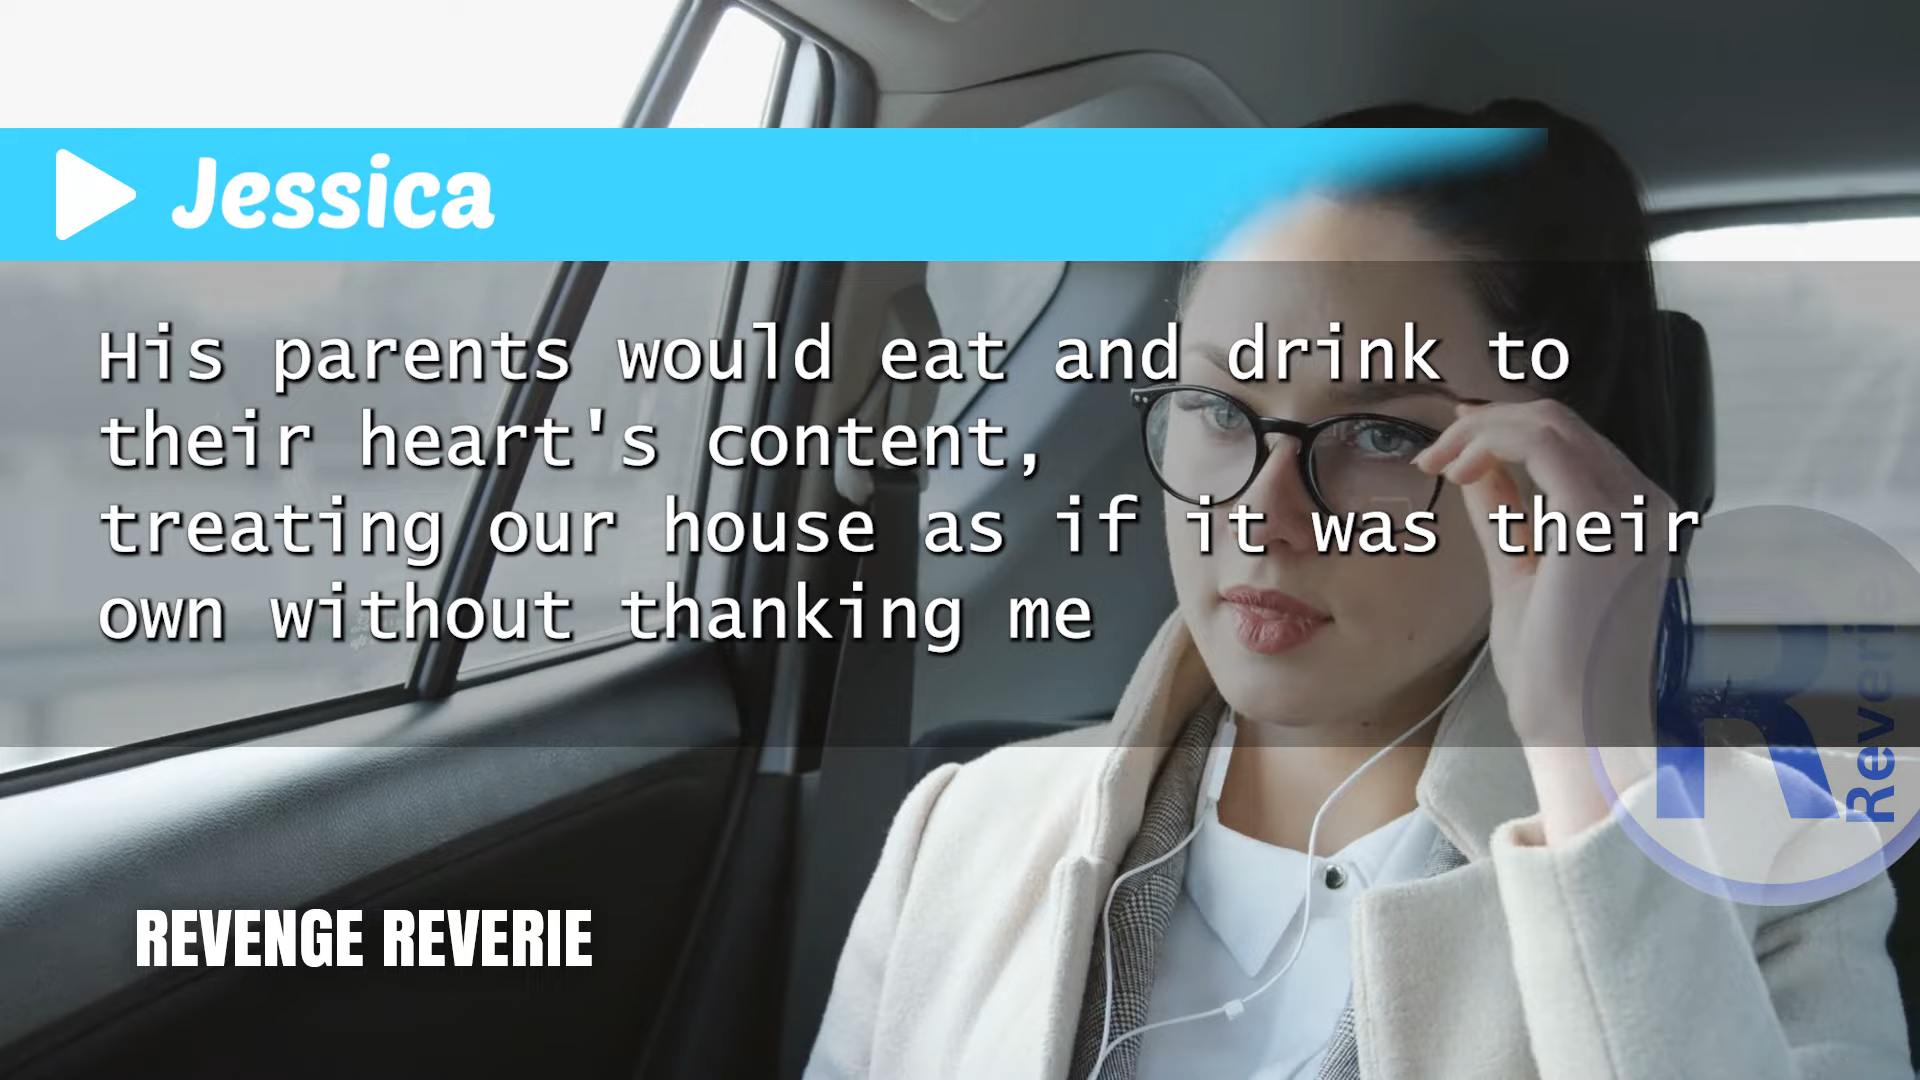 Jessica
His parents would eat and drink to
their heart's content,
treating our house as if it was their
own without thanking me
R
Reverie
REVENGE REVERIE